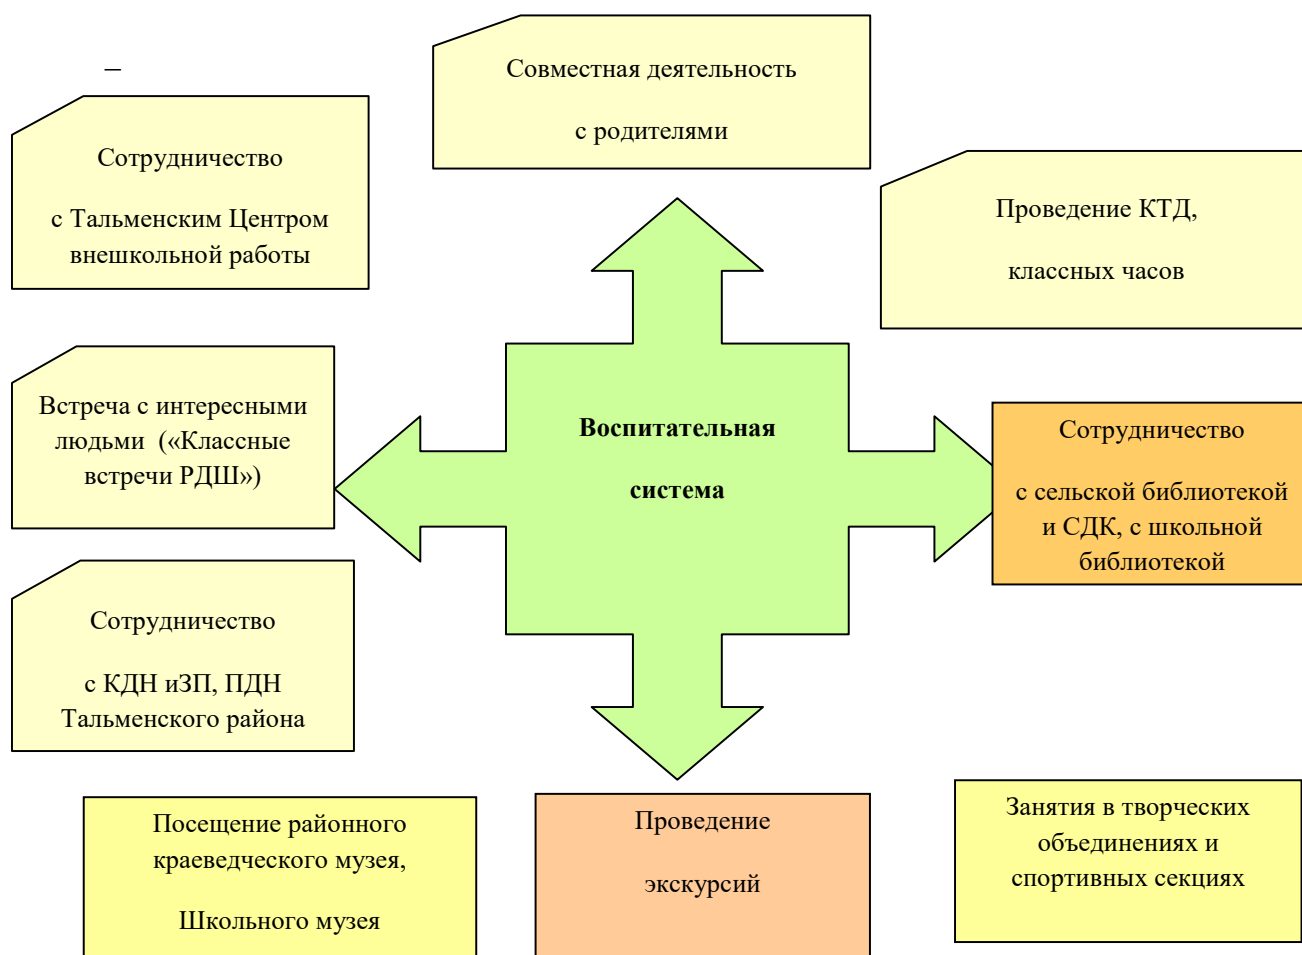 –
Совместная деятельность
с родителями
Сотрудничество
с Тальменским Центром
внешкольной работы
Проведение КТД,
классных часов
Встреча с интересными
людьми («Классные
встречи РДШ»)
Воспитательная
система
Сотрудничество
с сельской библиотекой
и СДК, с школьной
библиотекой
Сотрудничество
с КДН иЗП, ПДН
Тальменского района
Посещение районного
краеведческого музея,
Школьного музея
Проведение
экскурсий
Занятия в творческих
объединениях и
спортивных секциях